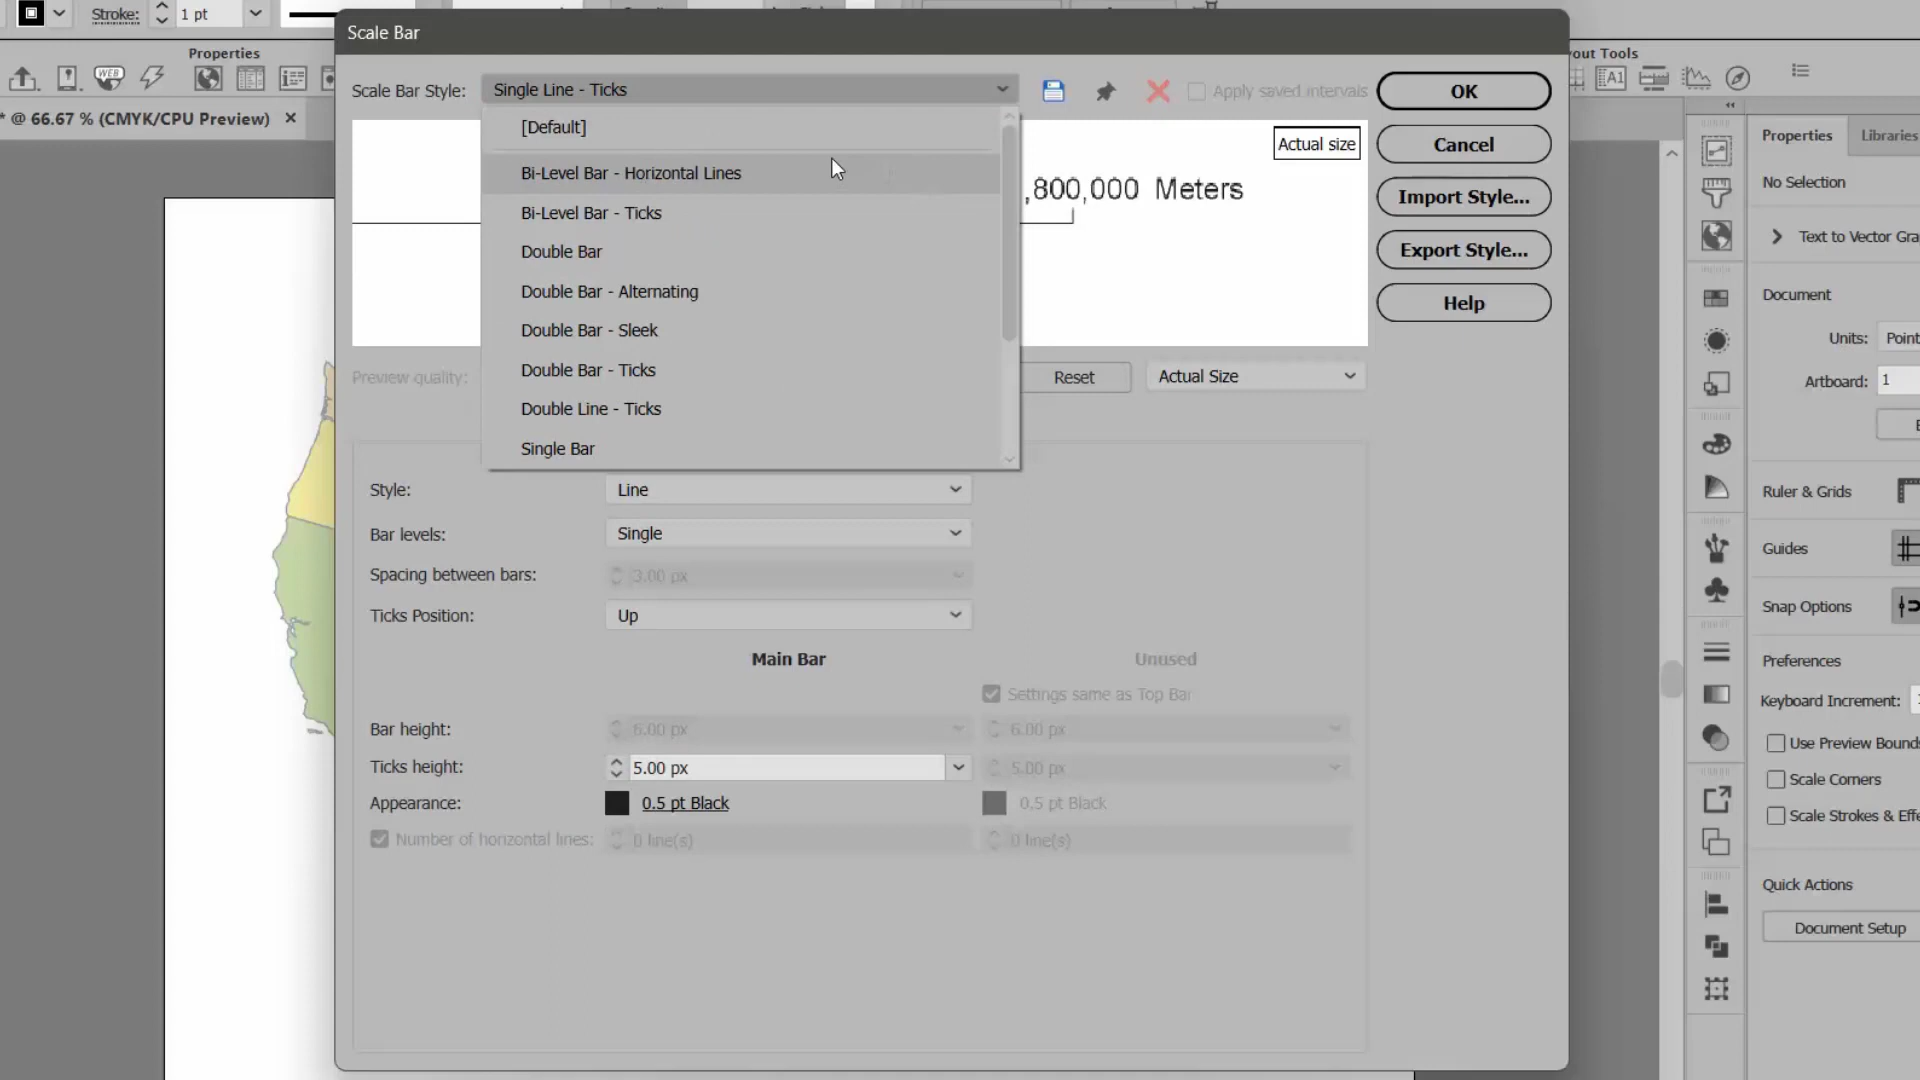 Stroke:
1 pt
Scale Bar
Properties
out Tools
WEB
A1
* @ 66.67 % (CMYK/CPU Preview)
Scale Bar Style:
Single Line - Ticks
Apply saved intervals
OK
[Default]
Bi-Level Bar - Horizontal Lines
Bi-Level Bar - Ticks
Double Bar
Double Bar - Alternating
Double Bar - Sleek
Double Bar - Ticks
Double Line - Ticks
Single Bar
Actual size
,800,000 Meters
Cancel
Import Style...
Export Style...
Help
Preview quality:
Reset
Actual Size
Style:
Line
Bar levels:
Single
Spacing between bars:
3.00 px
Ticks Position:
Up
Main Bar
Unused
Settings same as Top Bar
Bar height:
6.00 px
6.00 px
Ticks height:
5.00 px
5.00 px
Appearance:
0.5 pt Black
0.5 pt Black
Number of horizontal lines:
0 line(s)
0 line(s)
Properties
Libraries
No Selection
Text to Vector Gra
Document
Units:
Point
Artboard:
1
Ruler & Grids
Guides
Snap Options
Preferences
Keyboard Increment:
Use Preview Bounds
Scale Corners
Scale Strokes & Effe
Quick Actions
Document Setup